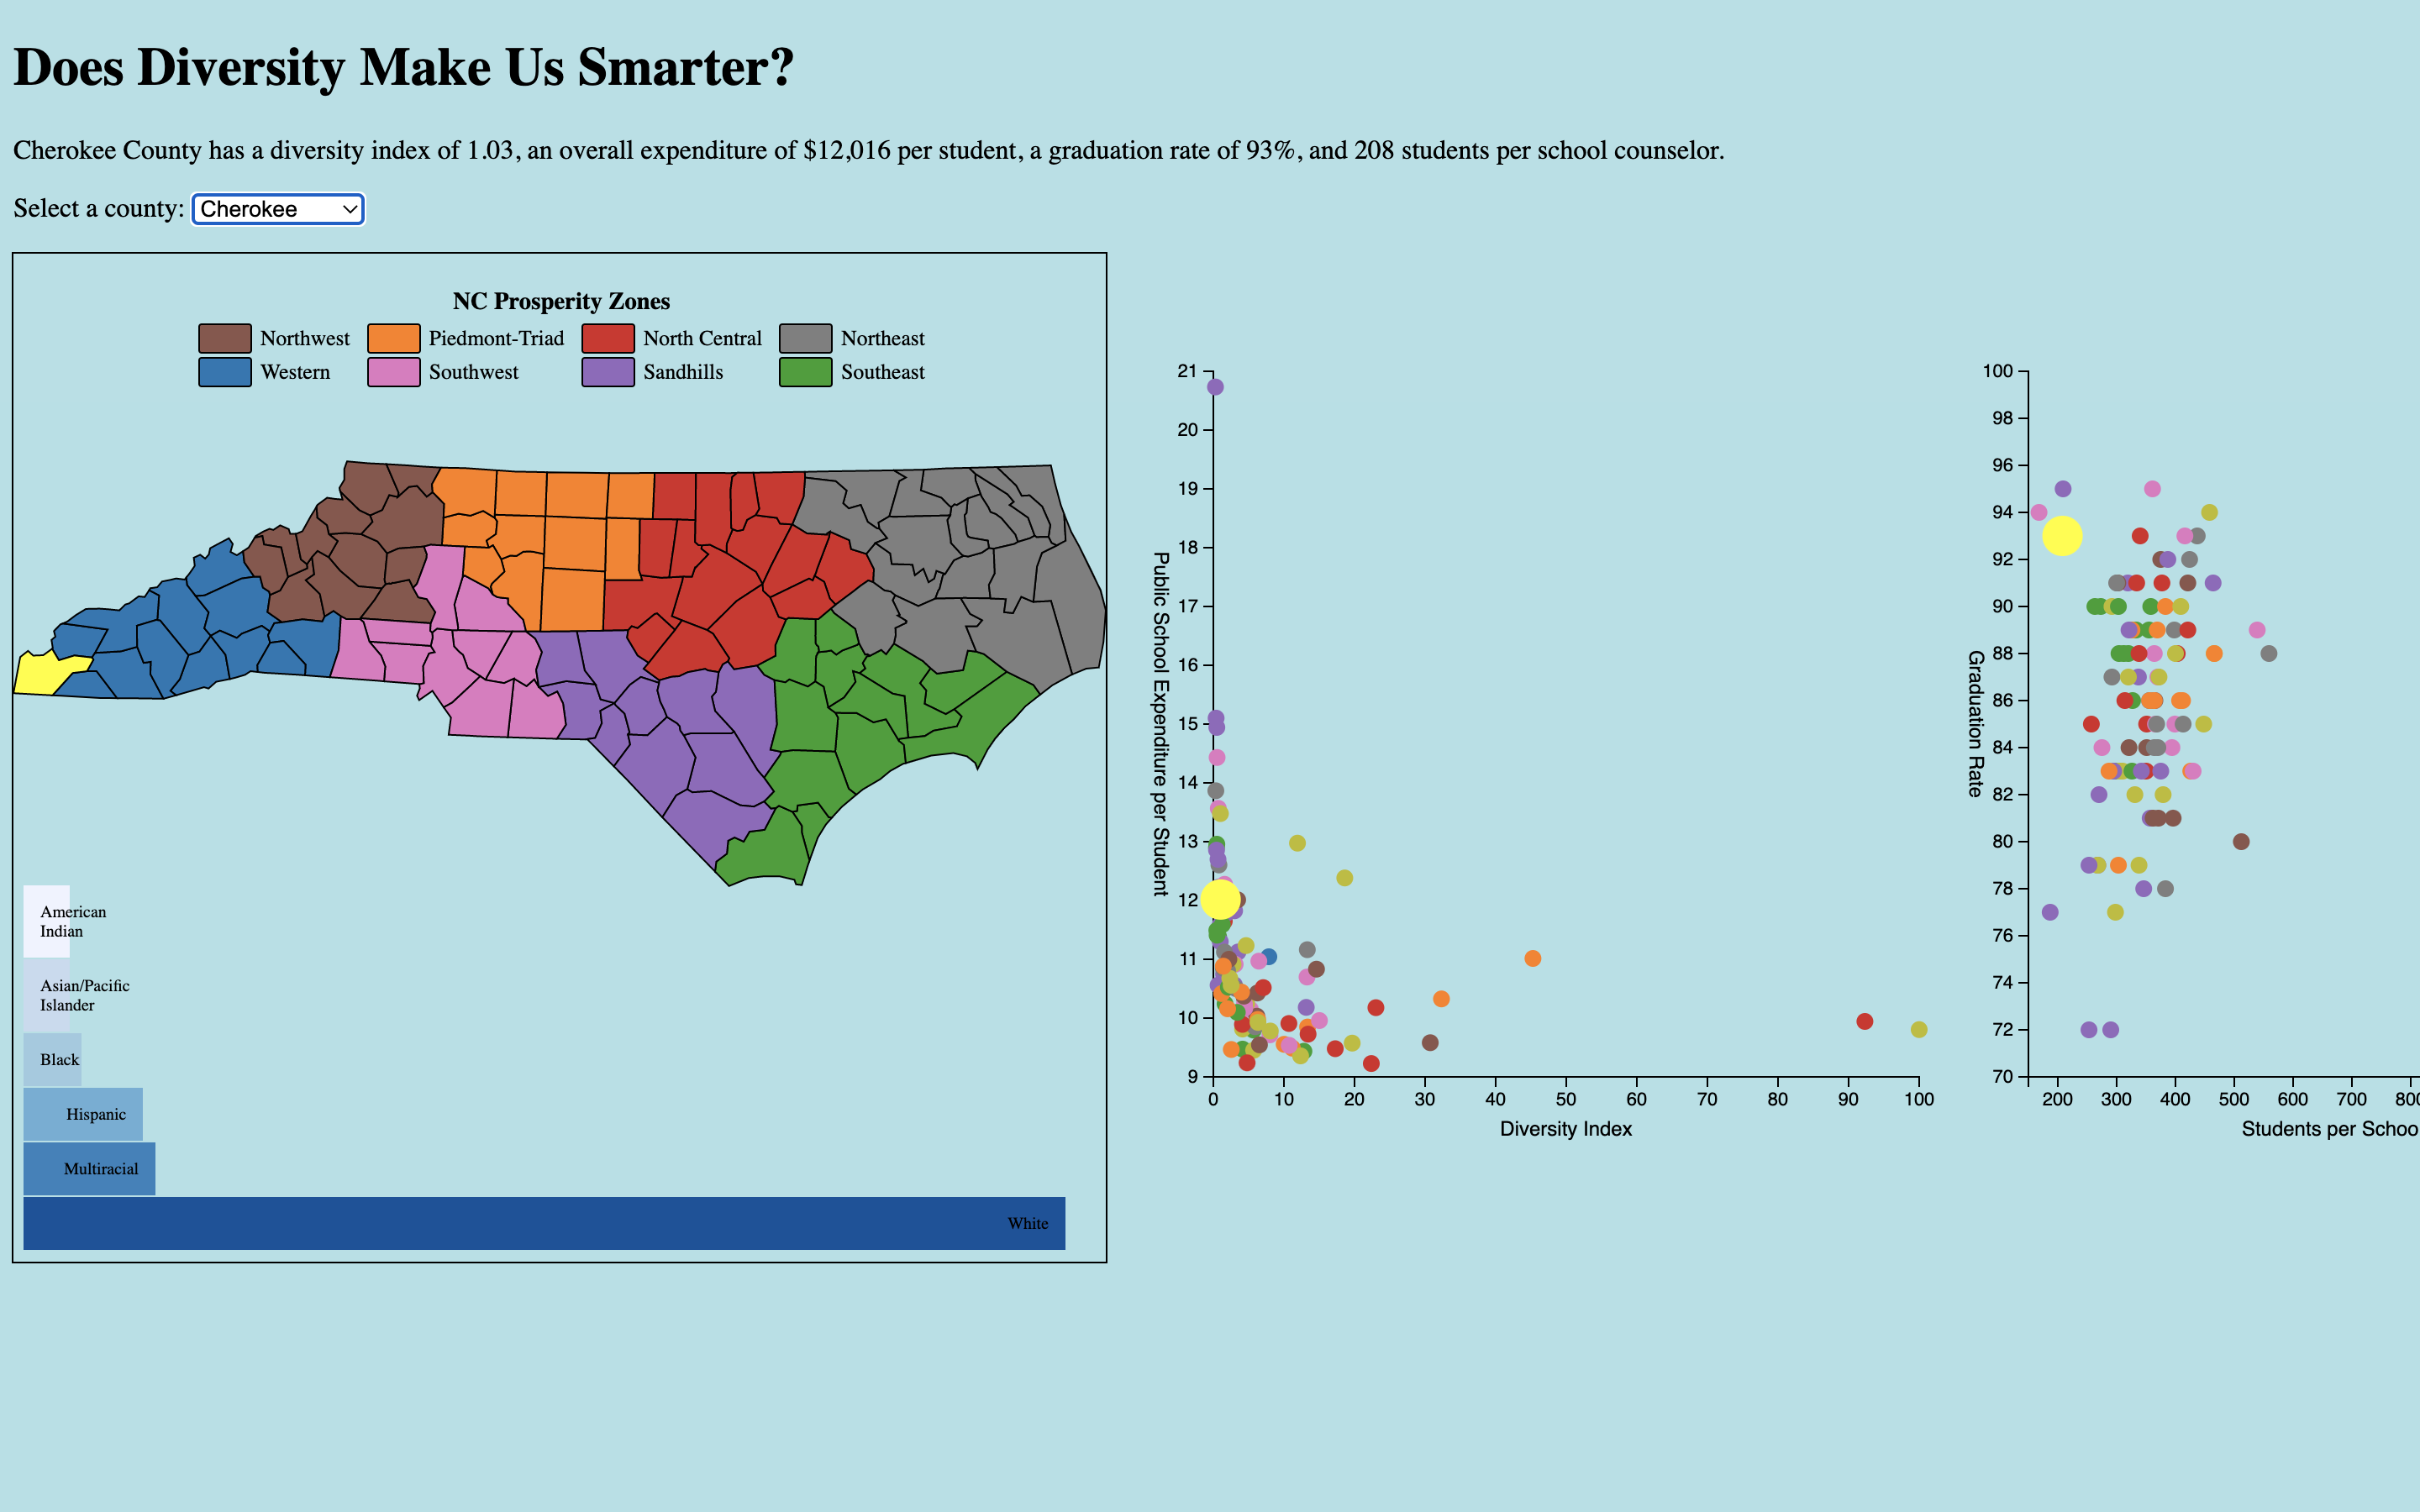 Does Diversity Make Us Smarter?
Cherokee County has a diversity index of 1.03, an overall expenditure of $12,016 per student, a graduation rate of 93%, and 208 students per school counselor.
Select a county: Cherokee
NC Prosperity Zones
Northwest Piedmont-Triad North Central Northeast
Western Southwest Sandhills Southeast
American
Indian
Asian/Pacific
Islander
Black
Hispanic
Multiracial
White
21
20
19
18
17
16
15
14
13
12
11
10
9
Public School Expenditure per Student
0 10 20 30 40 50 60 70 80 90 100
Diversity Index
100
98
96
94
92
90
88
86
84
82
80
78
76
74
72
70
Graduation Rate
200 300 400 500 600 700
Students per